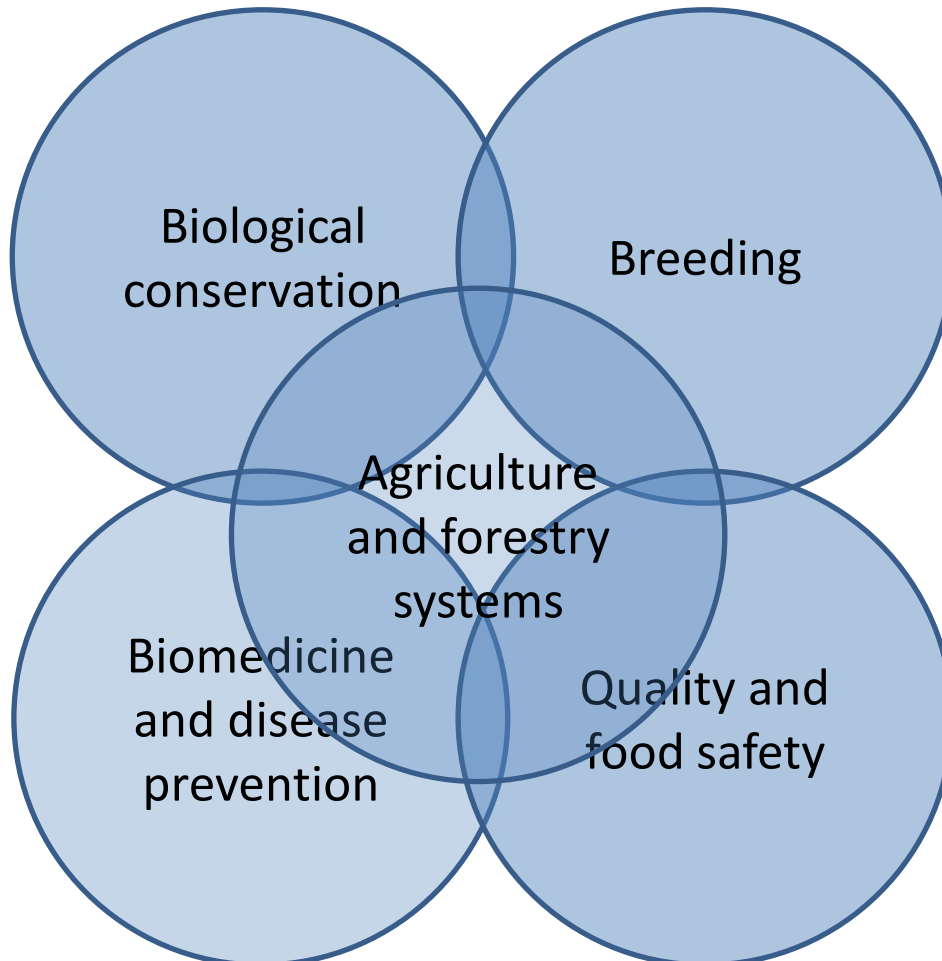 Biological
conservation
Breeding
Agriculture
and forestry
systems
Biomedicine
and disease
prevention
Quality and
food safety